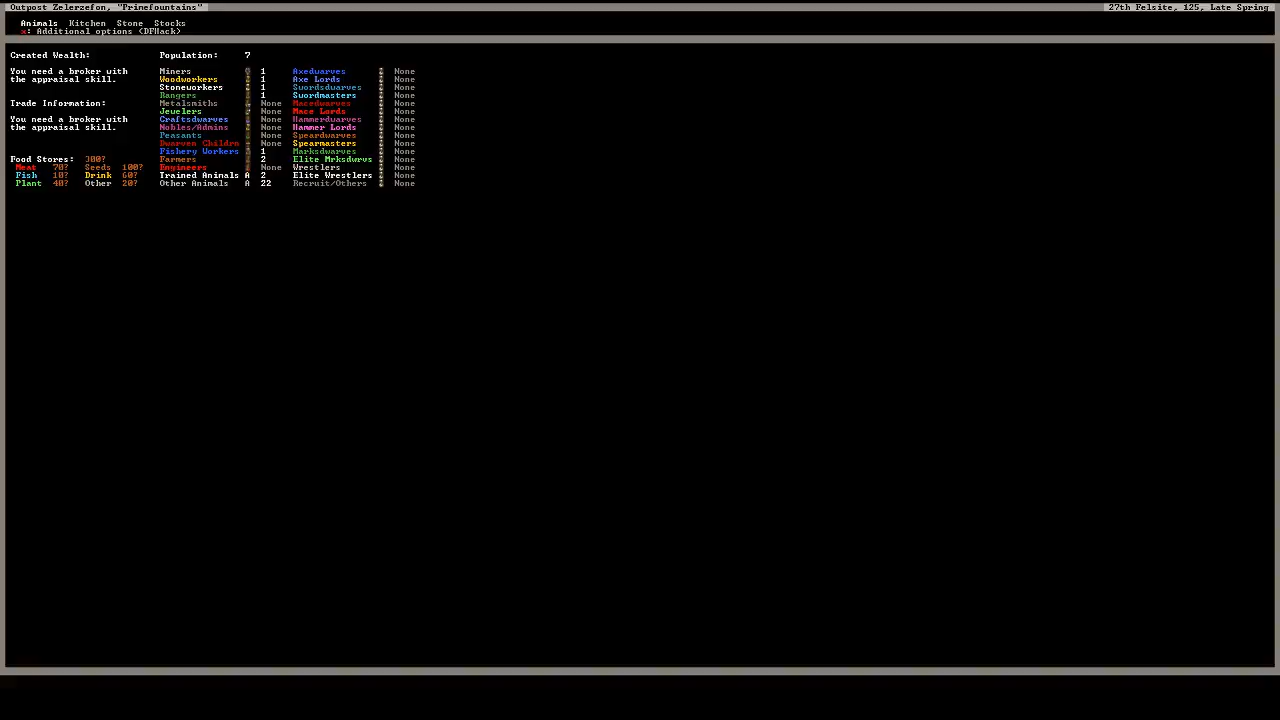 Outpost Zelerzefon, "Primefountains" 27th Felsite, 125, Late Spring
Animals Kitchen Stone Stocks
x: Additional options (DFHack)
Created Wealth: Population: 7
You need a broker with Miners 1 Axedwarves None
the appraisal skill. Woodworkers 1 Axe Lords None
Stoneworkers 1 Swordsdwarves None
Rangers 1 Swordmasters None
Trade Information: Metalsmiths None Macedwarves None
Jewelers None Mace Lords None
You need a broker with Craftsdwarves None Hammerdwarves None
the appraisal skill. Nobles/Admins None Hammer Lords None
Peasants None Speardwarves None
Dwarven Childrn None Spearmasters None
Fishery Workers 1 Marksdwarves None
Food Stores: 300? Farmers 2 Elite Mrksdwrvs None
Meat 70? Seeds 100? Engineers None Wrestlers None
Fish 10? Drink 60? Trained Animals A 2 Elite Wrestlers None
Plant 40? Other 20? Other Animals A 22 Recruit/Others None